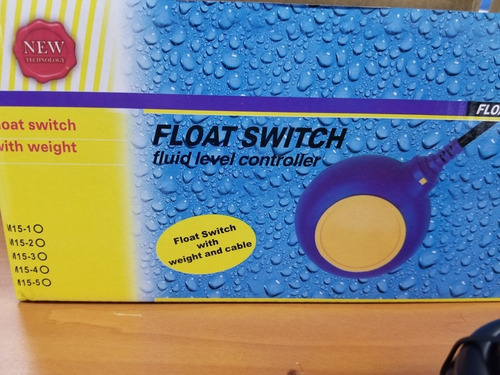 NEW
TECHNOLOGY
loat switch
with weight
FLOAT SWITCH
fluid level controller
FLO
Float Switch
with
weight and cable
M15-1
M15-2
M15-3
M15-4
M15-5